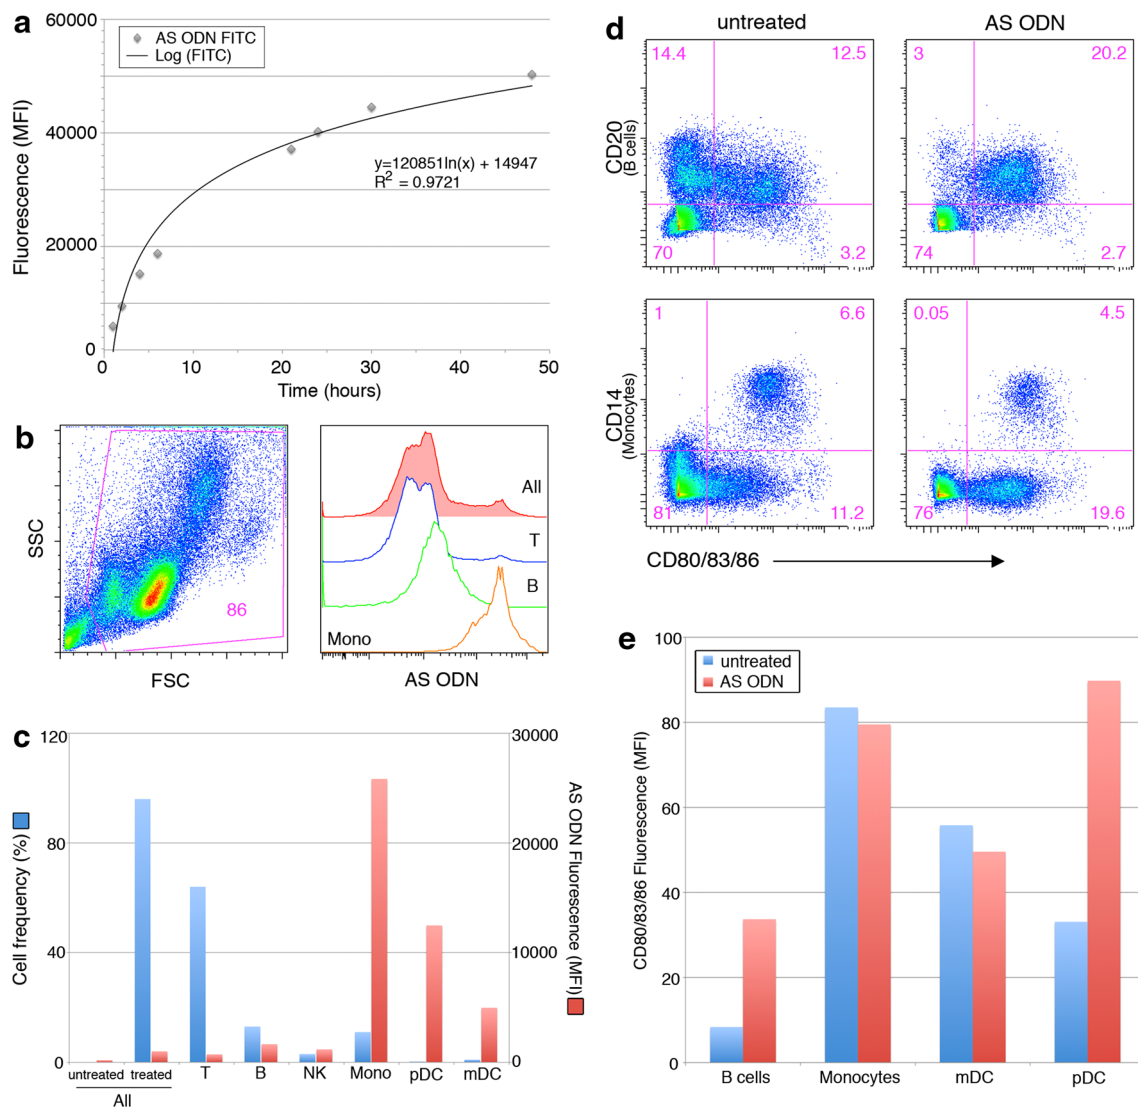 a
60000
40000
20000
0
Fluorescence (MFI)
AS ODN FITC
Log (FITC)
y=120851ln(x) + 14947
R2 = 0.9721
0 10 20 30 40 50
Time (hours)
b
SSC
86
FSC
All
T
B
Mono
AS ODN
c
120
80
40
0
Cell frequency (%)
30000
20000
10000
0
AS ODN Fluorescence (MFI)
untreated treated T B NK Mono pDC mDC
All
d
untreated AS ODN
CD20
(B cells)
14.4 12.5
70 3.2
3 20.2
74 2.7
CD14
(Monocytes)
1 6.6
81 11.2
0.05 4.5
76 19.6
CD80/83/86
e
100
80
60
40
20
0
CD80/83/86 Fluorescence (MFI)
untreated
AS ODN
B cells Monocytes mDC pDC